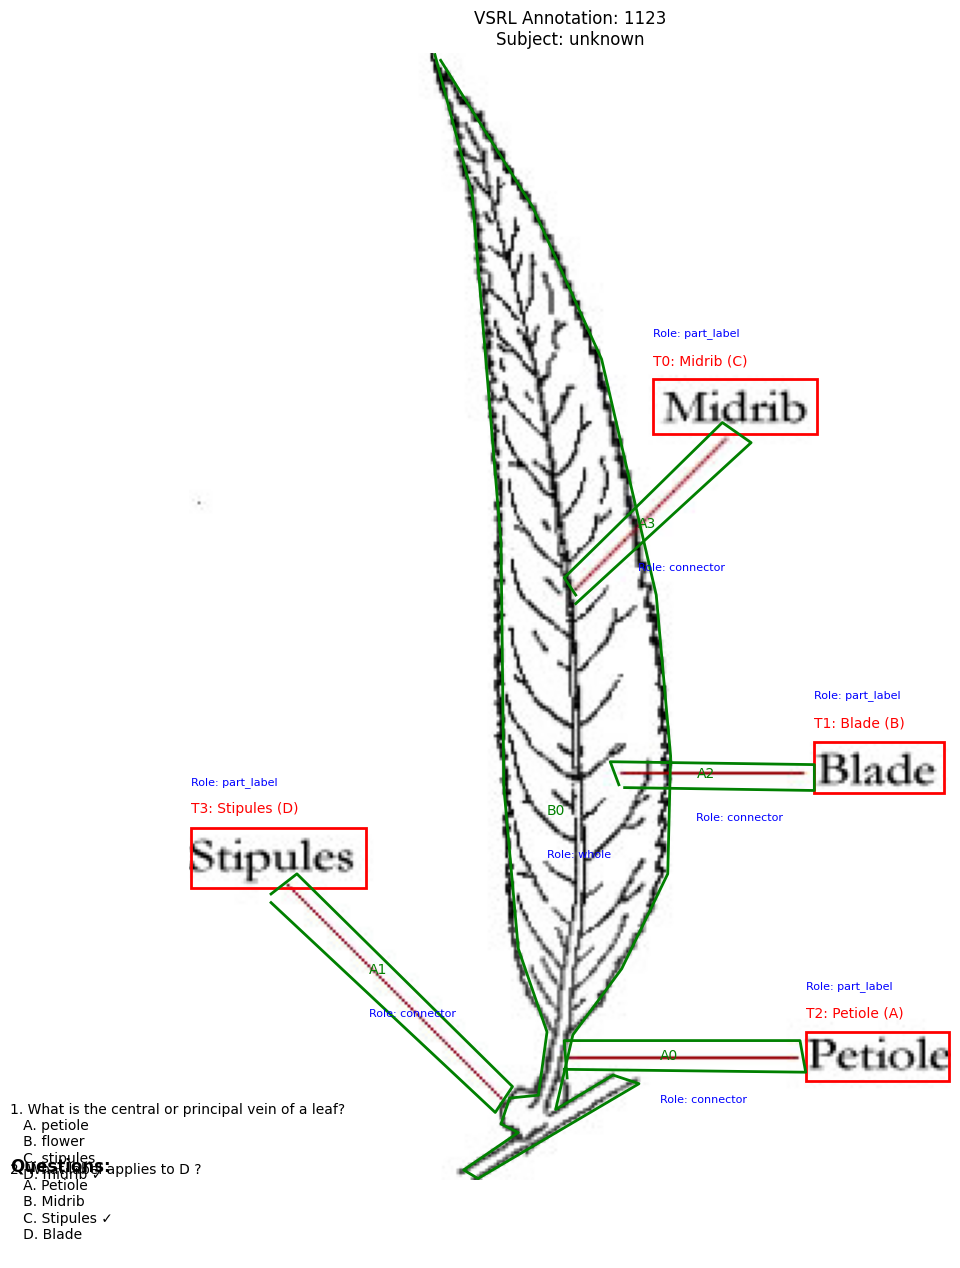 VSRL Annotation: 1123
Subject: unknown
Role: part_label
T0: Midrib (C)
Midrib
A3
Role: connector
Role: part_label
T1: Blade (B)
Blade
A2
Role: connector
Role: part_label
T3: Stipules (D)
Stipules
B0
Role: whole
A1
Role: connector
Role: part_label
T2: Petiole (A)
Petiole
A0
Role: connector
1. What is the central or principal vein of a leaf?
A. petiole
B. flower
C. stipules
D. midrib ✓
Questions:
2. What label applies to D ?
A. Petiole
B. Midrib
C. Stipules ✓
D. Blade